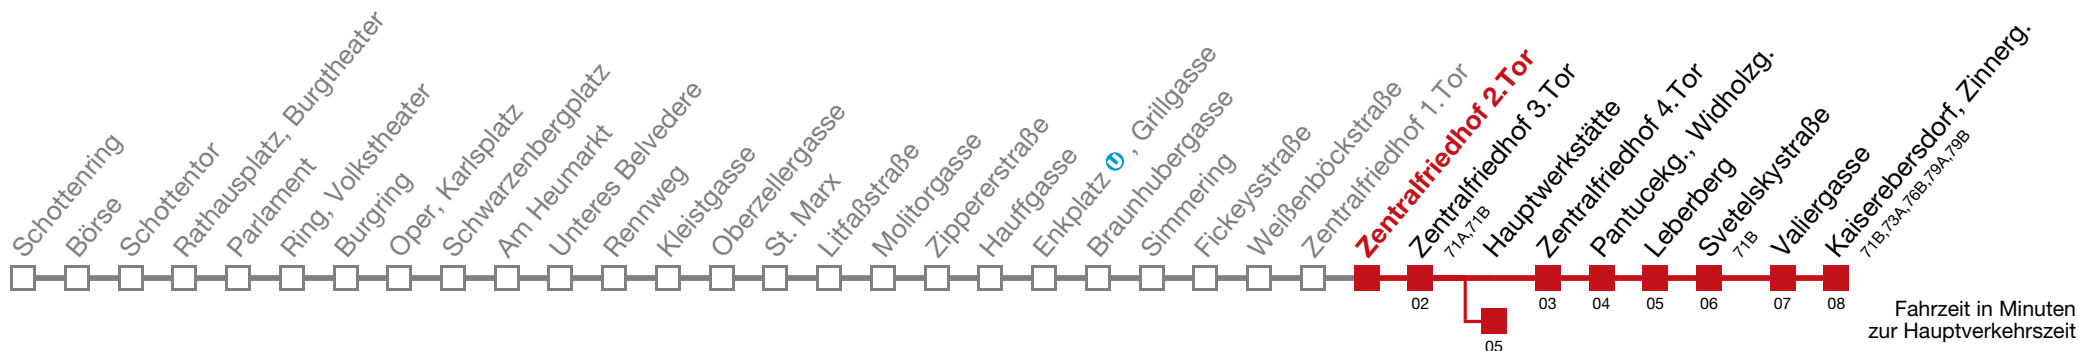 Schottenring
Börse
Schottentor
Rathausplatz, Burgtheater
Parlament
Ring, Volkstheater
Burgring
Oper, Karlsplatz
Schwarzenbergplatz
Am Heumarkt
Unteres Belvedere
Rennweg
Kleistgasse
Oberzellergasse
St. Marx
Litfaßstraße
Molitorgasse
Zippererstraße
Hauffgasse
Enkplatz U, Grillgasse
Braunhubergasse
Simmering
Fickeysstraße
Weißenböckstraße
Zentralfriedhof 1.Tor
Zentralfriedhof 2.Tor
Zentralfriedhof 3.Tor
71A,71B
Hauptwerkstätte
Zentralfriedhof 4.Tor
Pantucekg., Widholzg.
Leberberg
Svetelskystraße
71B
Valiergasse
Kaiserebersdorf, Zinnerg.
71B,73A,76B,79A,79B
02
03
04
05
06
07
08
05
Fahrzeit in Minuten
zur Hauptverkehrszeit